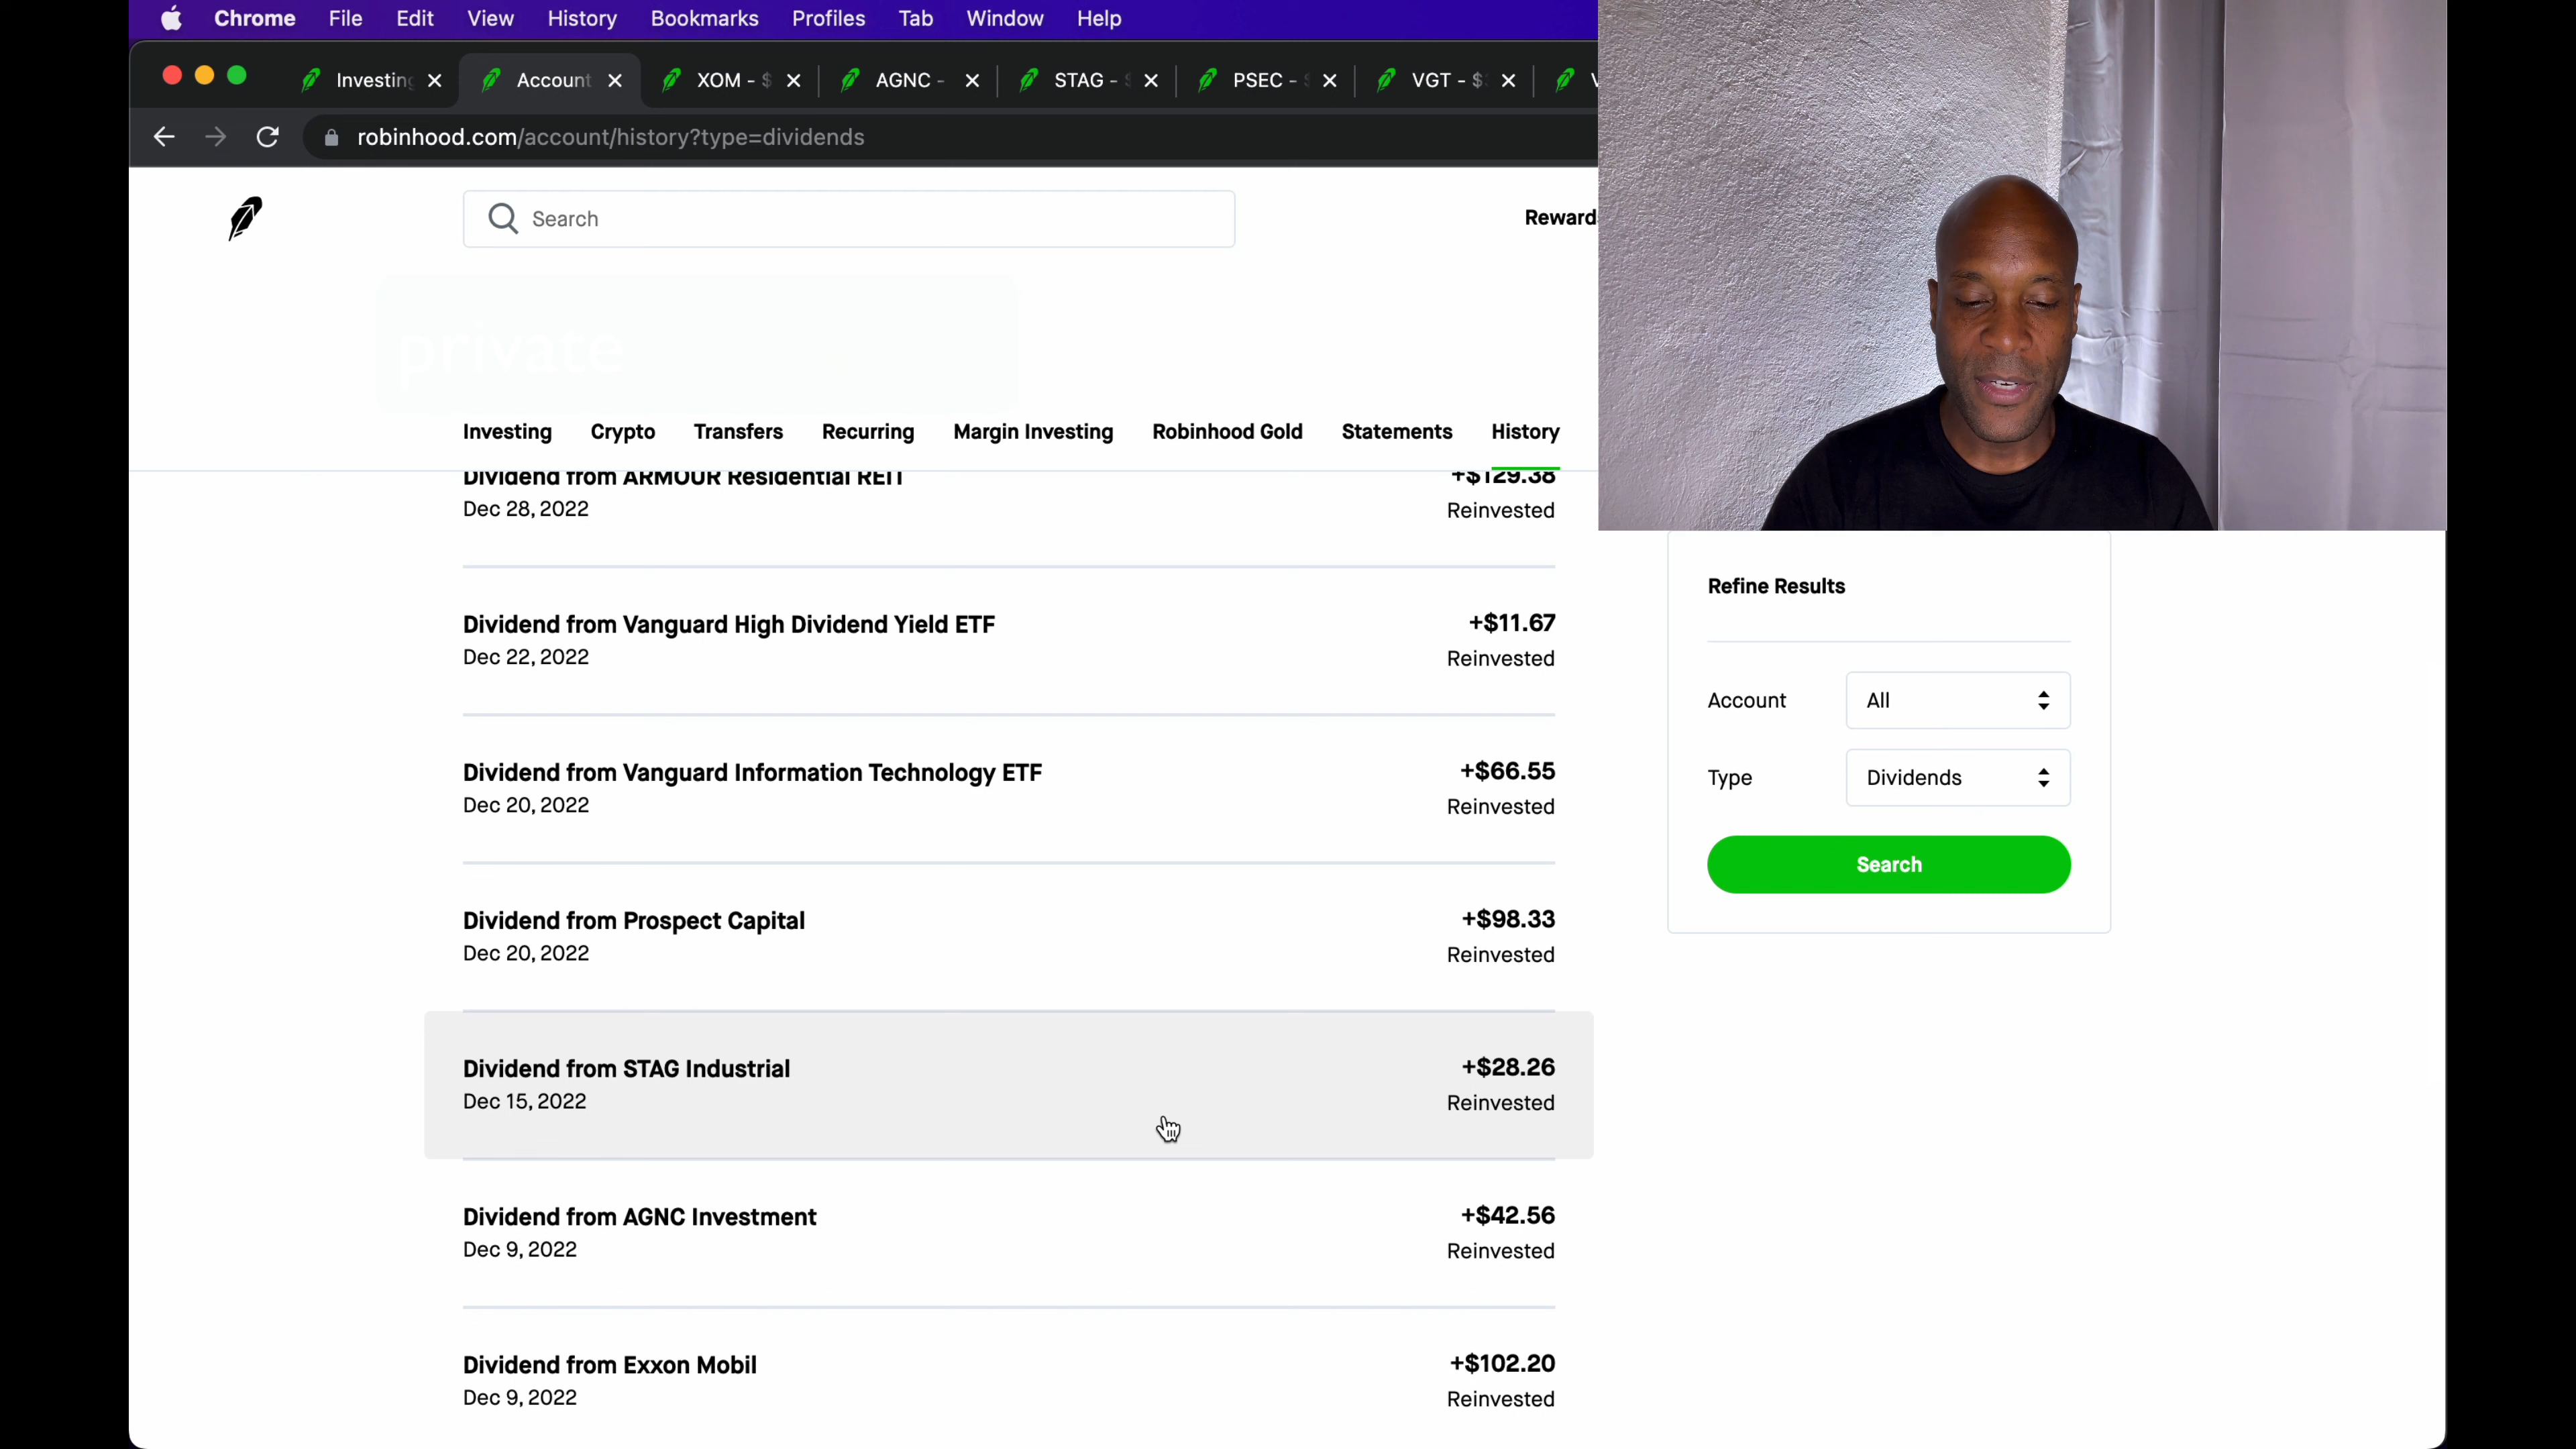 Chrome File Edit View History Bookmarks Profiles Tab Window Help
Investing Account XOM - $ AGNC - STAG - $ PSEC - $ VGT - $
robinhood.com/account/history?type=dividends
Search
Reward
private
Investing Crypto Transfers Recurring Margin Investing Robinhood Gold Statements History
Dividend from ARMOUR Residential REIT +$129.38
Dec 28, 2022 Reinvested
Dividend from Vanguard High Dividend Yield ETF +$11.67
Dec 22, 2022 Reinvested
Dividend from Vanguard Information Technology ETF +$66.55
Dec 20, 2022 Reinvested
Dividend from Prospect Capital +$98.33
Dec 20, 2022 Reinvested
Dividend from STAG Industrial +$28.26
Dec 15, 2022 Reinvested
Dividend from AGNC Investment +$42.56
Dec 9, 2022 Reinvested
Dividend from Exxon Mobil +$102.20
Dec 9, 2022 Reinvested
Refine Results
Account All
Type Dividends
Search